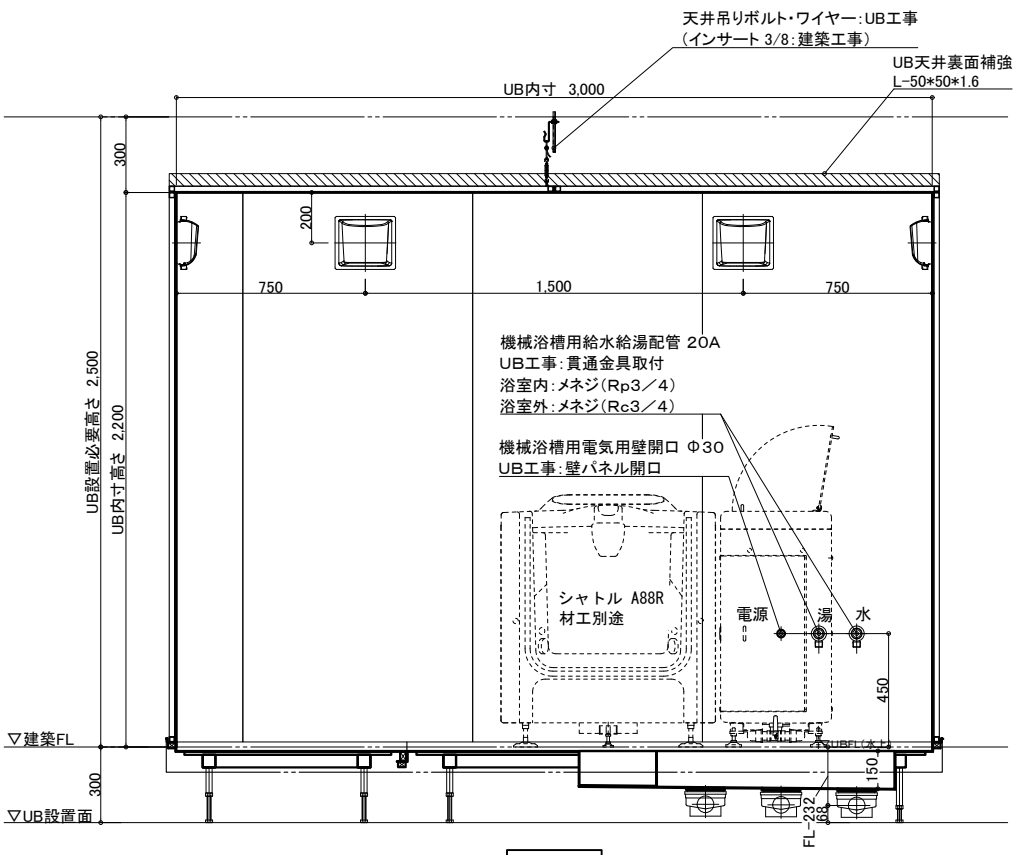 天井吊りボルト・ワイヤー:UB工事
(インサート 3/8:建築工事)
UB天井裏面補強
L-50*50*1.6
UB内寸 3,000
300
200
750
1,500
750
UB設置必要高さ 2,500
UB内寸高さ 2,200
機械浴槽用給水給湯配管 20A
UB工事:貫通金具取付
浴室内:メネジ(Rp3/4)
浴室外:メネジ(Rc3/4)
機械浴槽用電気用壁開口 Φ30
UB工事:壁パネル開口
シャトル A88R
材工別途
電源
湯
水
450
▽建築FL
▽UBFL(水上)
150
300
FL-232
68
▽UB設置面